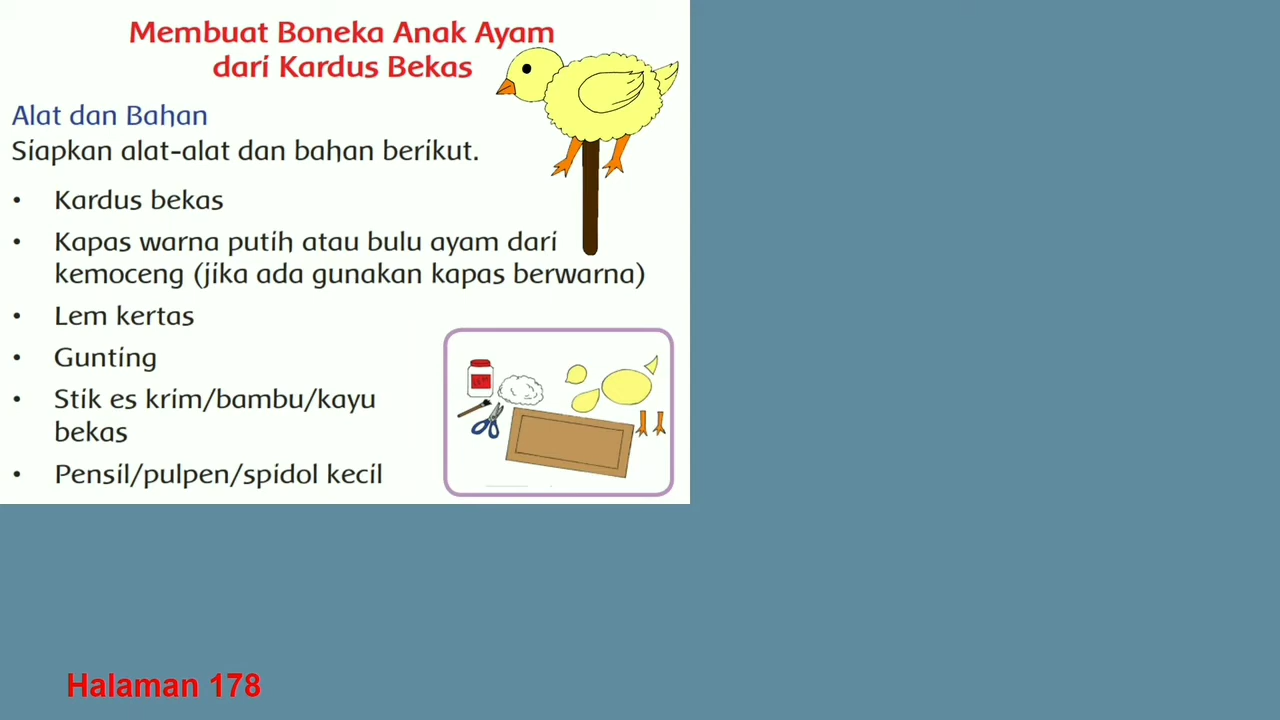 Membuat Boneka Anak Ayam
dari Kardus Bekas
Alat dan Bahan
Siapkan alat-alat dan bahan berikut.
• Kardus bekas
• Kapas warna putih atau bulu ayam dari
kemoceng (jika ada gunakan kapas berwarna)
• Lem kertas
• Gunting
• Stik es krim/bambu/kayu
bekas
• Pensil/pulpen/spidol kecil
Halaman 178